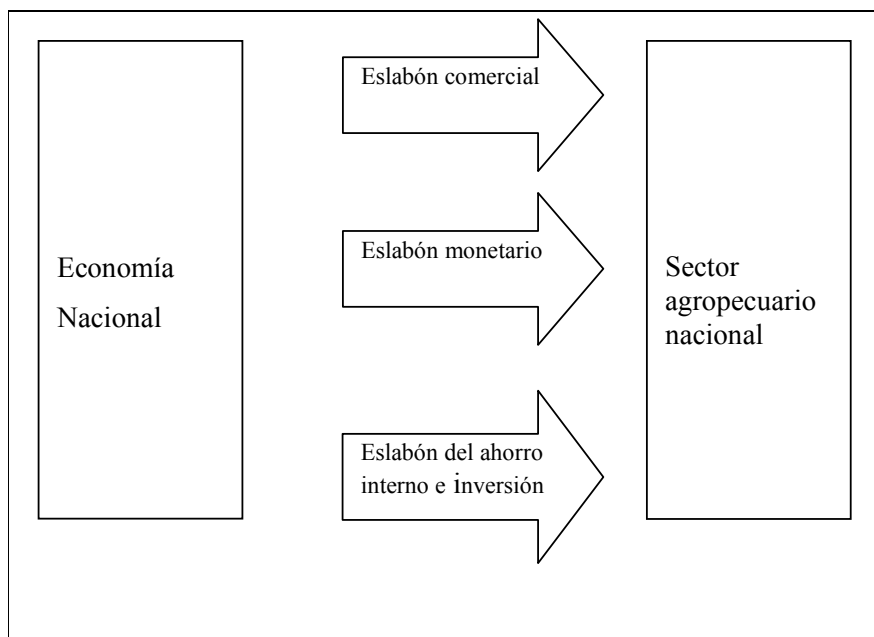 Eslabón comercial
Economía
Nacional
Eslabón monetario
Sector
agropecuario
nacional
Eslabón del ahorro
interno e inversión